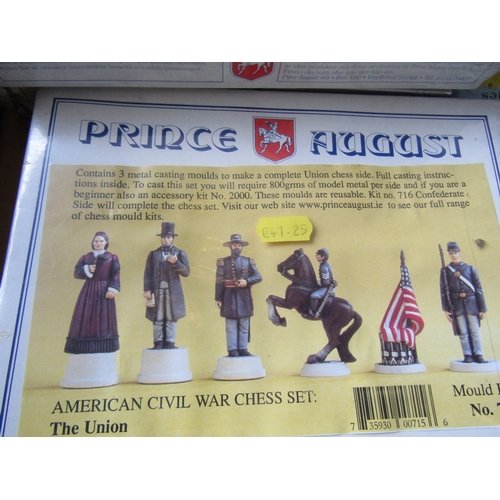 PRINCE AUGUST
Contains 3 metal casting moulds to make a complete Union chess side. Full casting instruc-
tions inside. To cast this set you will require 800grms of model metal per side and if you are a
beginner also an accessory kit No. 2000. These moulds are reusable. Kit no. 716 Confederate
Side will complete the chess set. Visit our web site www.princeaugust.ie to see our full range
of chess mould kits.
€41.25
AMERICAN CIVIL WAR CHESS SET:
The Union
Mould
No.
7 35930 00715 6